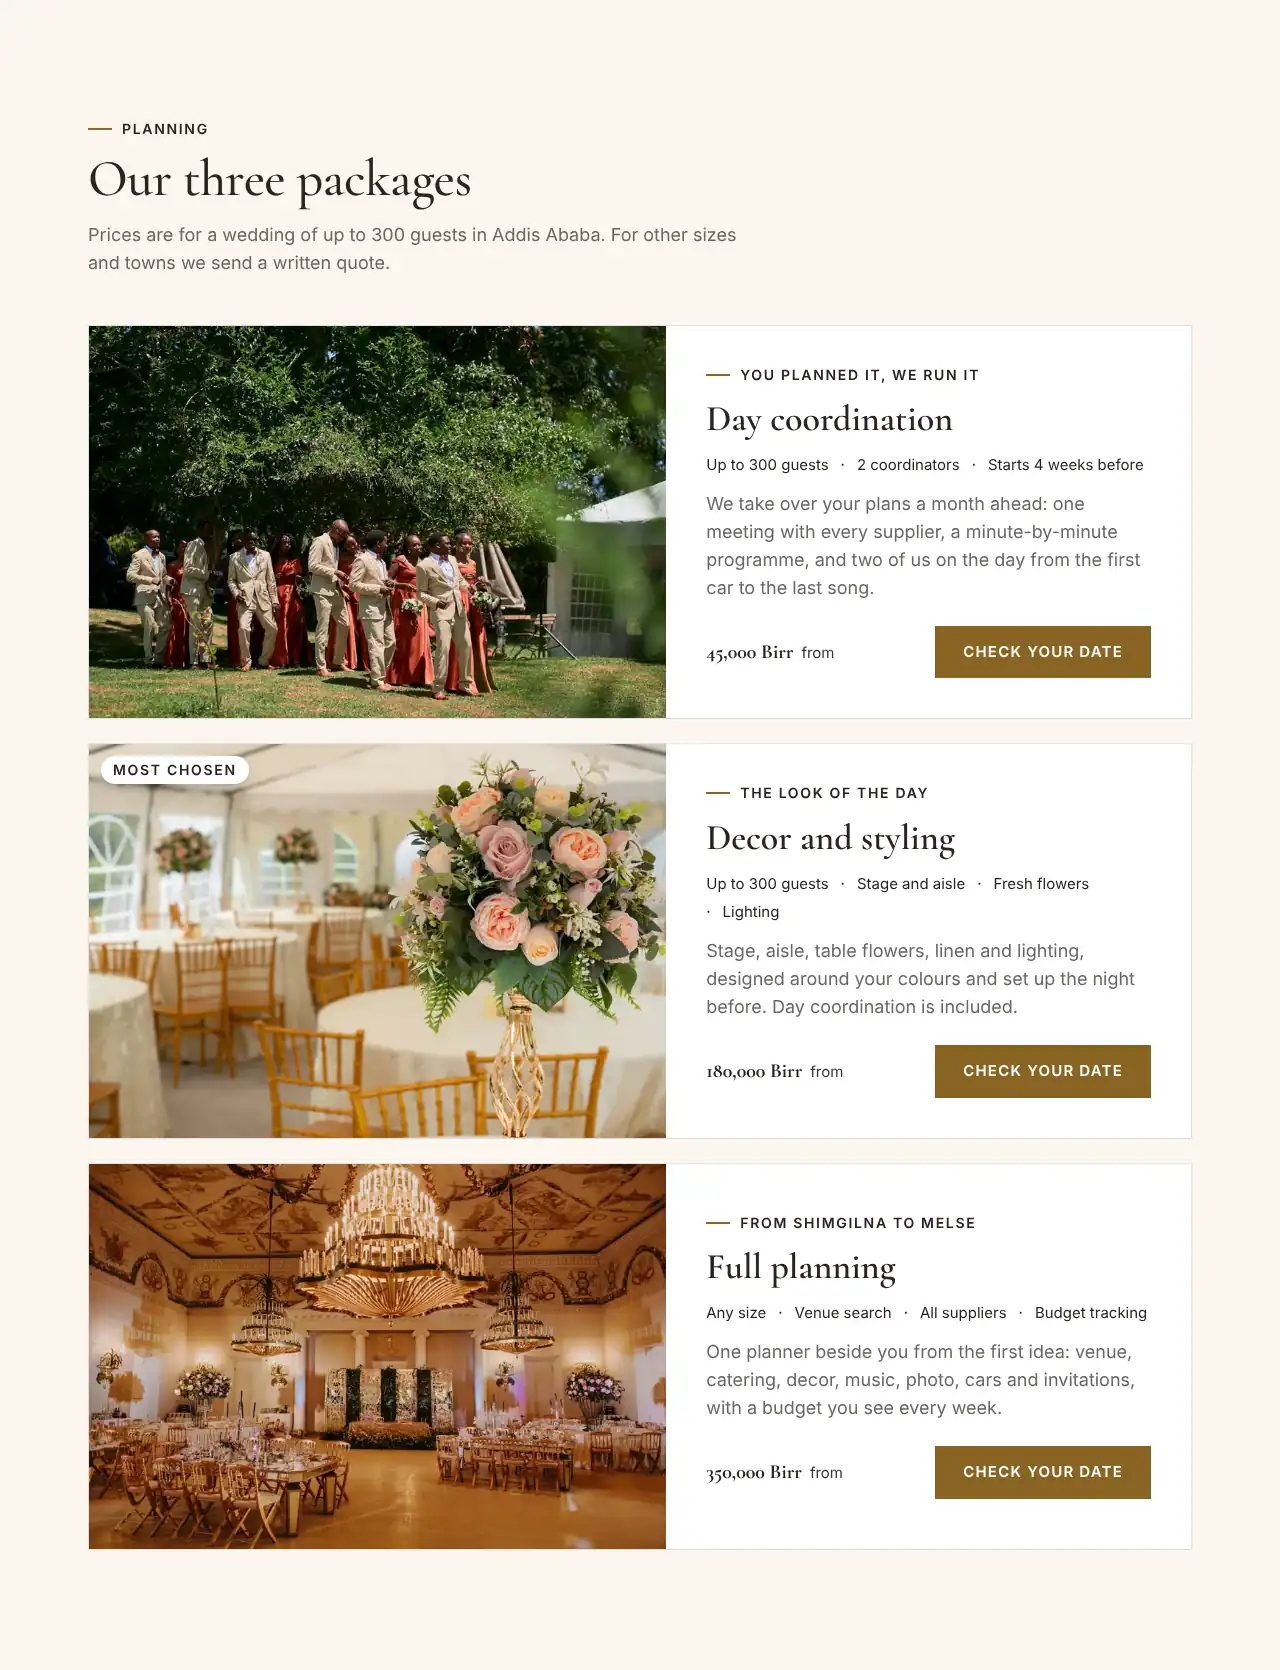 PLANNING
Our three packages
Prices are for a wedding of up to 300 guests in Addis Ababa. For other sizes
and towns we send a written quote.
YOU PLANNED IT, WE RUN IT
Day coordination
Up to 300 guests · 2 coordinators · Starts 4 weeks before
We take over your plans a month ahead: one
meeting with every supplier, a minute-by-minute
programme, and two of us on the day from the first
car to the last song.
45,000 Birr from
CHECK YOUR DATE
MOST CHOSEN
THE LOOK OF THE DAY
Decor and styling
Up to 300 guests · Stage and aisle · Fresh flowers
· Lighting
Stage, aisle, table flowers, linen and lighting,
designed around your colours and set up the night
before. Day coordination is included.
180,000 Birr from
CHECK YOUR DATE
FROM SHIMGILNA TO MELSE
Full planning
Any size · Venue search · All suppliers · Budget tracking
One planner beside you from the first idea: venue,
catering, decor, music, photo, cars and invitations,
with a budget you see every week.
350,000 Birr from
CHECK YOUR DATE